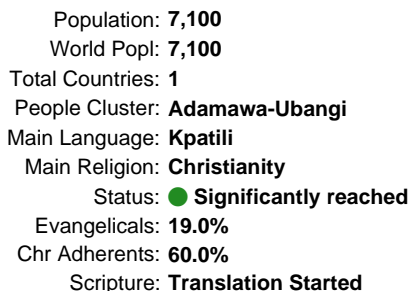 Population: 7,100
World Popl: 7,100
Total Countries: 1
People Cluster: Adamawa-Ubangi
Main Language: Kpatili
Main Religion: Christianity
Status: Significantly reached
Evangelicals: 19.0%
Chr Adherents: 60.0%
Scripture: Translation Started